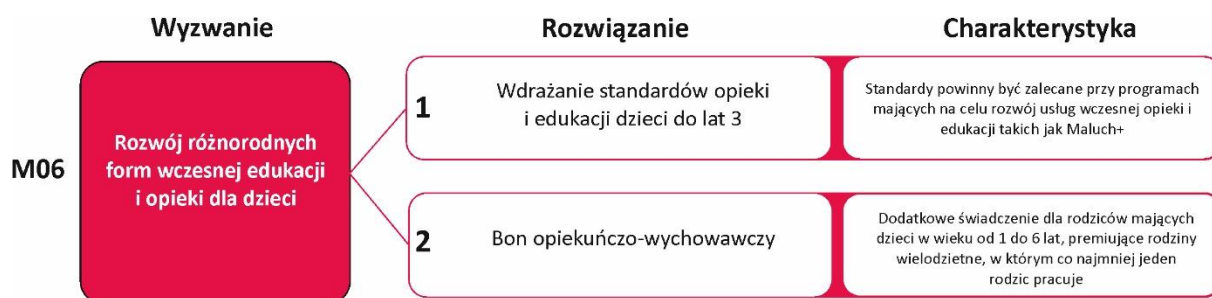 Wyzwanie
Rozwiązanie
Charakterystyka
M06
Rozwój różnorodnych
form wczesnej edukacji
i opieki dla dzieci
1
Wdrażanie standardów opieki
i edukacji dzieci do lat 3
Standardy powinny być zalecane przy programach
mających na celu rozwój usług wczesnej opieki i
edukacji takich jak Maluch+
2
Bon opiekuńczo-wychowawczy
Dodatkowe świadczenie dla rodziców mających
dzieci w wieku od 1 do 6 lat, premiujące rodziny
wielodzietne, w którym co najmniej jeden
rodzic pracuje